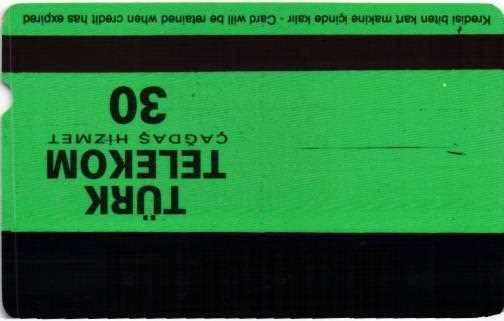 TÜRK
TELEKOM
ÇAĞDAŞ HİZMET
30
Kredisi biten kart makine içinde kalır - Card will be retained when credit has expired